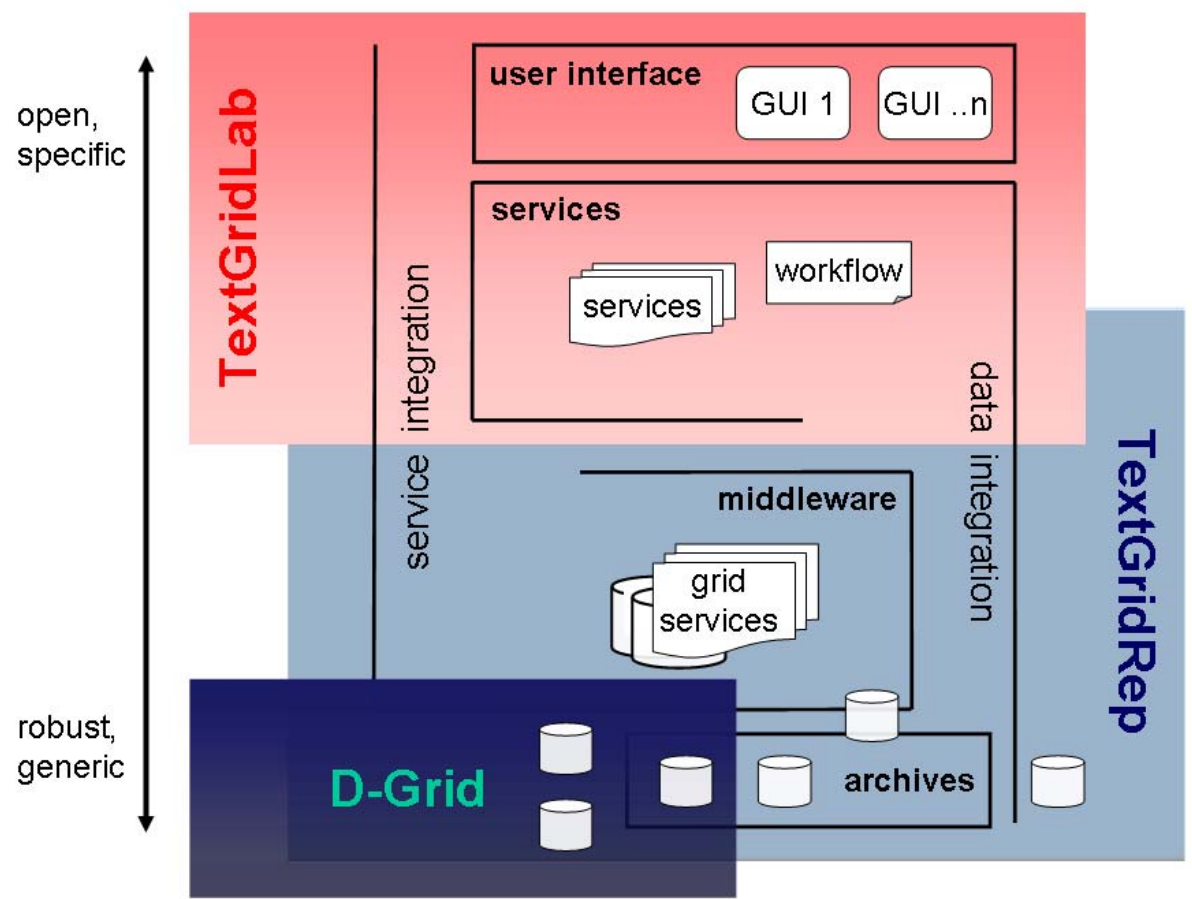 open,
specific
TextGridLab
user interface
GUI 1
GUI ..n
services
services
workflow
service integration
data integration
TextGridRep
middleware
grid
services
robust,
generic
D-Grid
archives